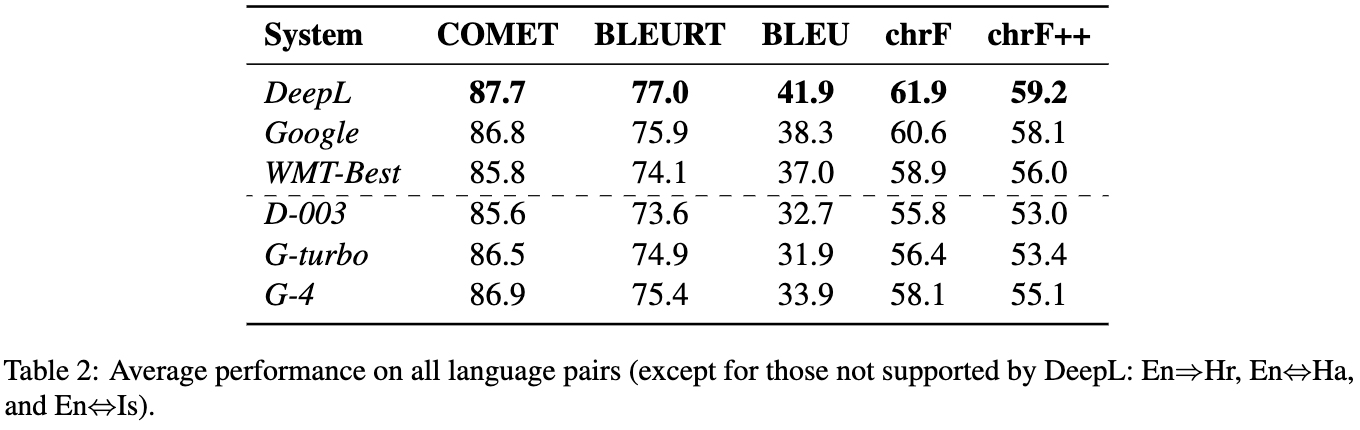 System COMET BLEURT BLEU chrF chrF++
DeepL 87.7 77.0 41.9 61.9 59.2
Google 86.8 75.9 38.3 60.6 58.1
WMT-Best 85.8 74.1 37.0 58.9 56.0
D-003 85.6 73.6 32.7 55.8 53.0
G-turbo 86.5 74.9 31.9 56.4 53.4
G-4 86.9 75.4 33.9 58.1 55.1
Table 2: Average performance on all language pairs (except for those not supported by DeepL: En⇒Hr, En⇔Ha,
and En⇔Is).